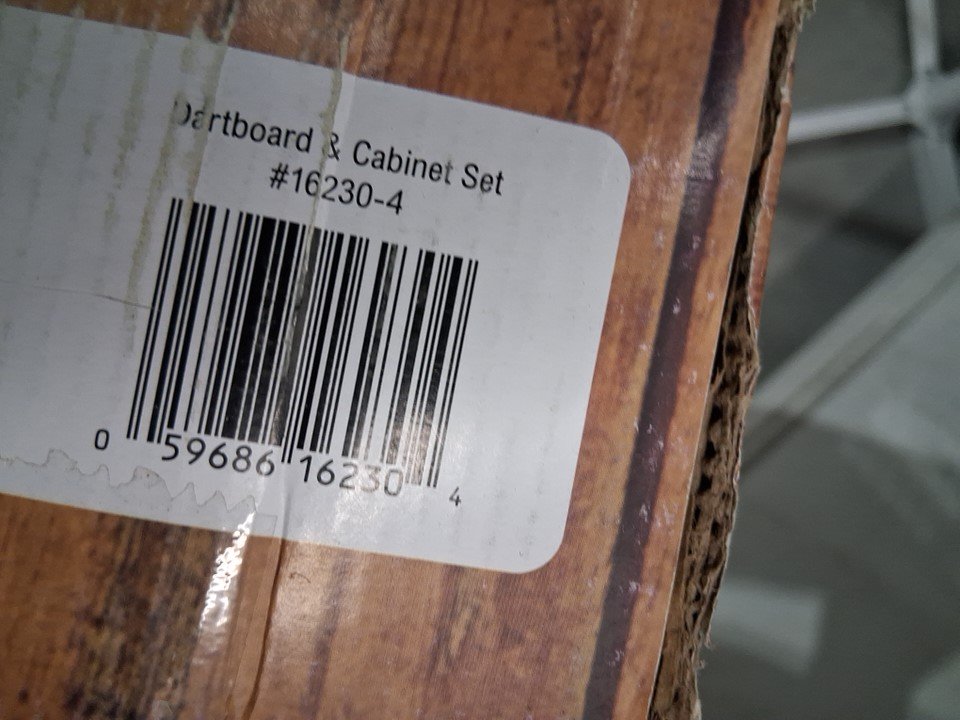 Dartboard & Cabinet Set
#16230-4
0 59686 16230 4